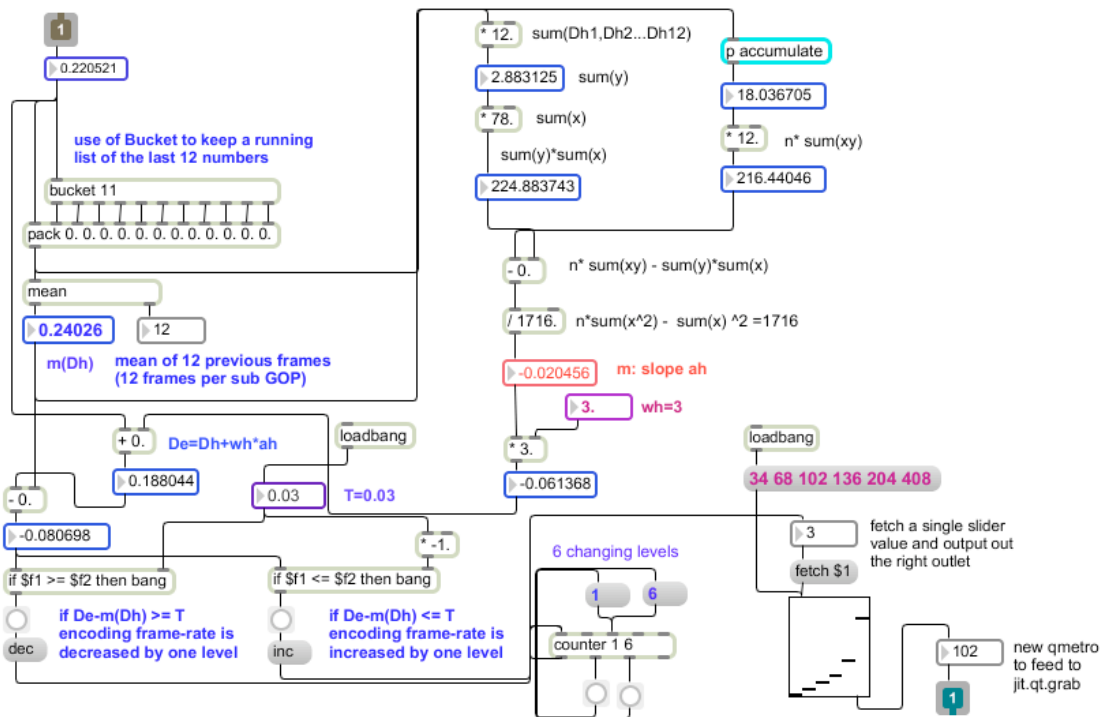 1
0.220521
use of Bucket to keep a running
list of the last 12 numbers
bucket 11
pack 0. 0. 0. 0. 0. 0. 0. 0. 0. 0. 0. 0.
mean
0.24026
12
m(Dh)
mean of 12 previous frames
(12 frames per sub GOP)
+ 0.
De=Dh+wh*ah
0.188044
- 0.
-0.080698
loadbang
0.03
T=0.03
* -1.
if $f1 >= $f2 then bang
if $f1 <= $f2 then bang
if De-m(Dh) >= T
encoding frame-rate is
decreased by one level
dec
if De-m(Dh) <= T
encoding frame-rate is
increased by one level
inc
* 12.
sum(Dh1,Dh2...Dh12)
2.883125
sum(y)
* 78.
sum(x)
sum(y)*sum(x)
224.883743
p accumulate
18.036705
* 12.
n* sum(xy)
216.44046
- 0.
n* sum(xy) - sum(y)*sum(x)
/ 1716.
n*sum(x^2) - sum(x) ^2 =1716
-0.020456
m: slope ah
3.
wh=3
* 3.
-0.061368
6 changing levels
1
6
counter 1 6
loadbang
34 68 102 136 204 408
3
fetch $1
fetch a single slider
value and output out
the right outlet
102
new qmetro
to feed to
jit.qt.grab
1